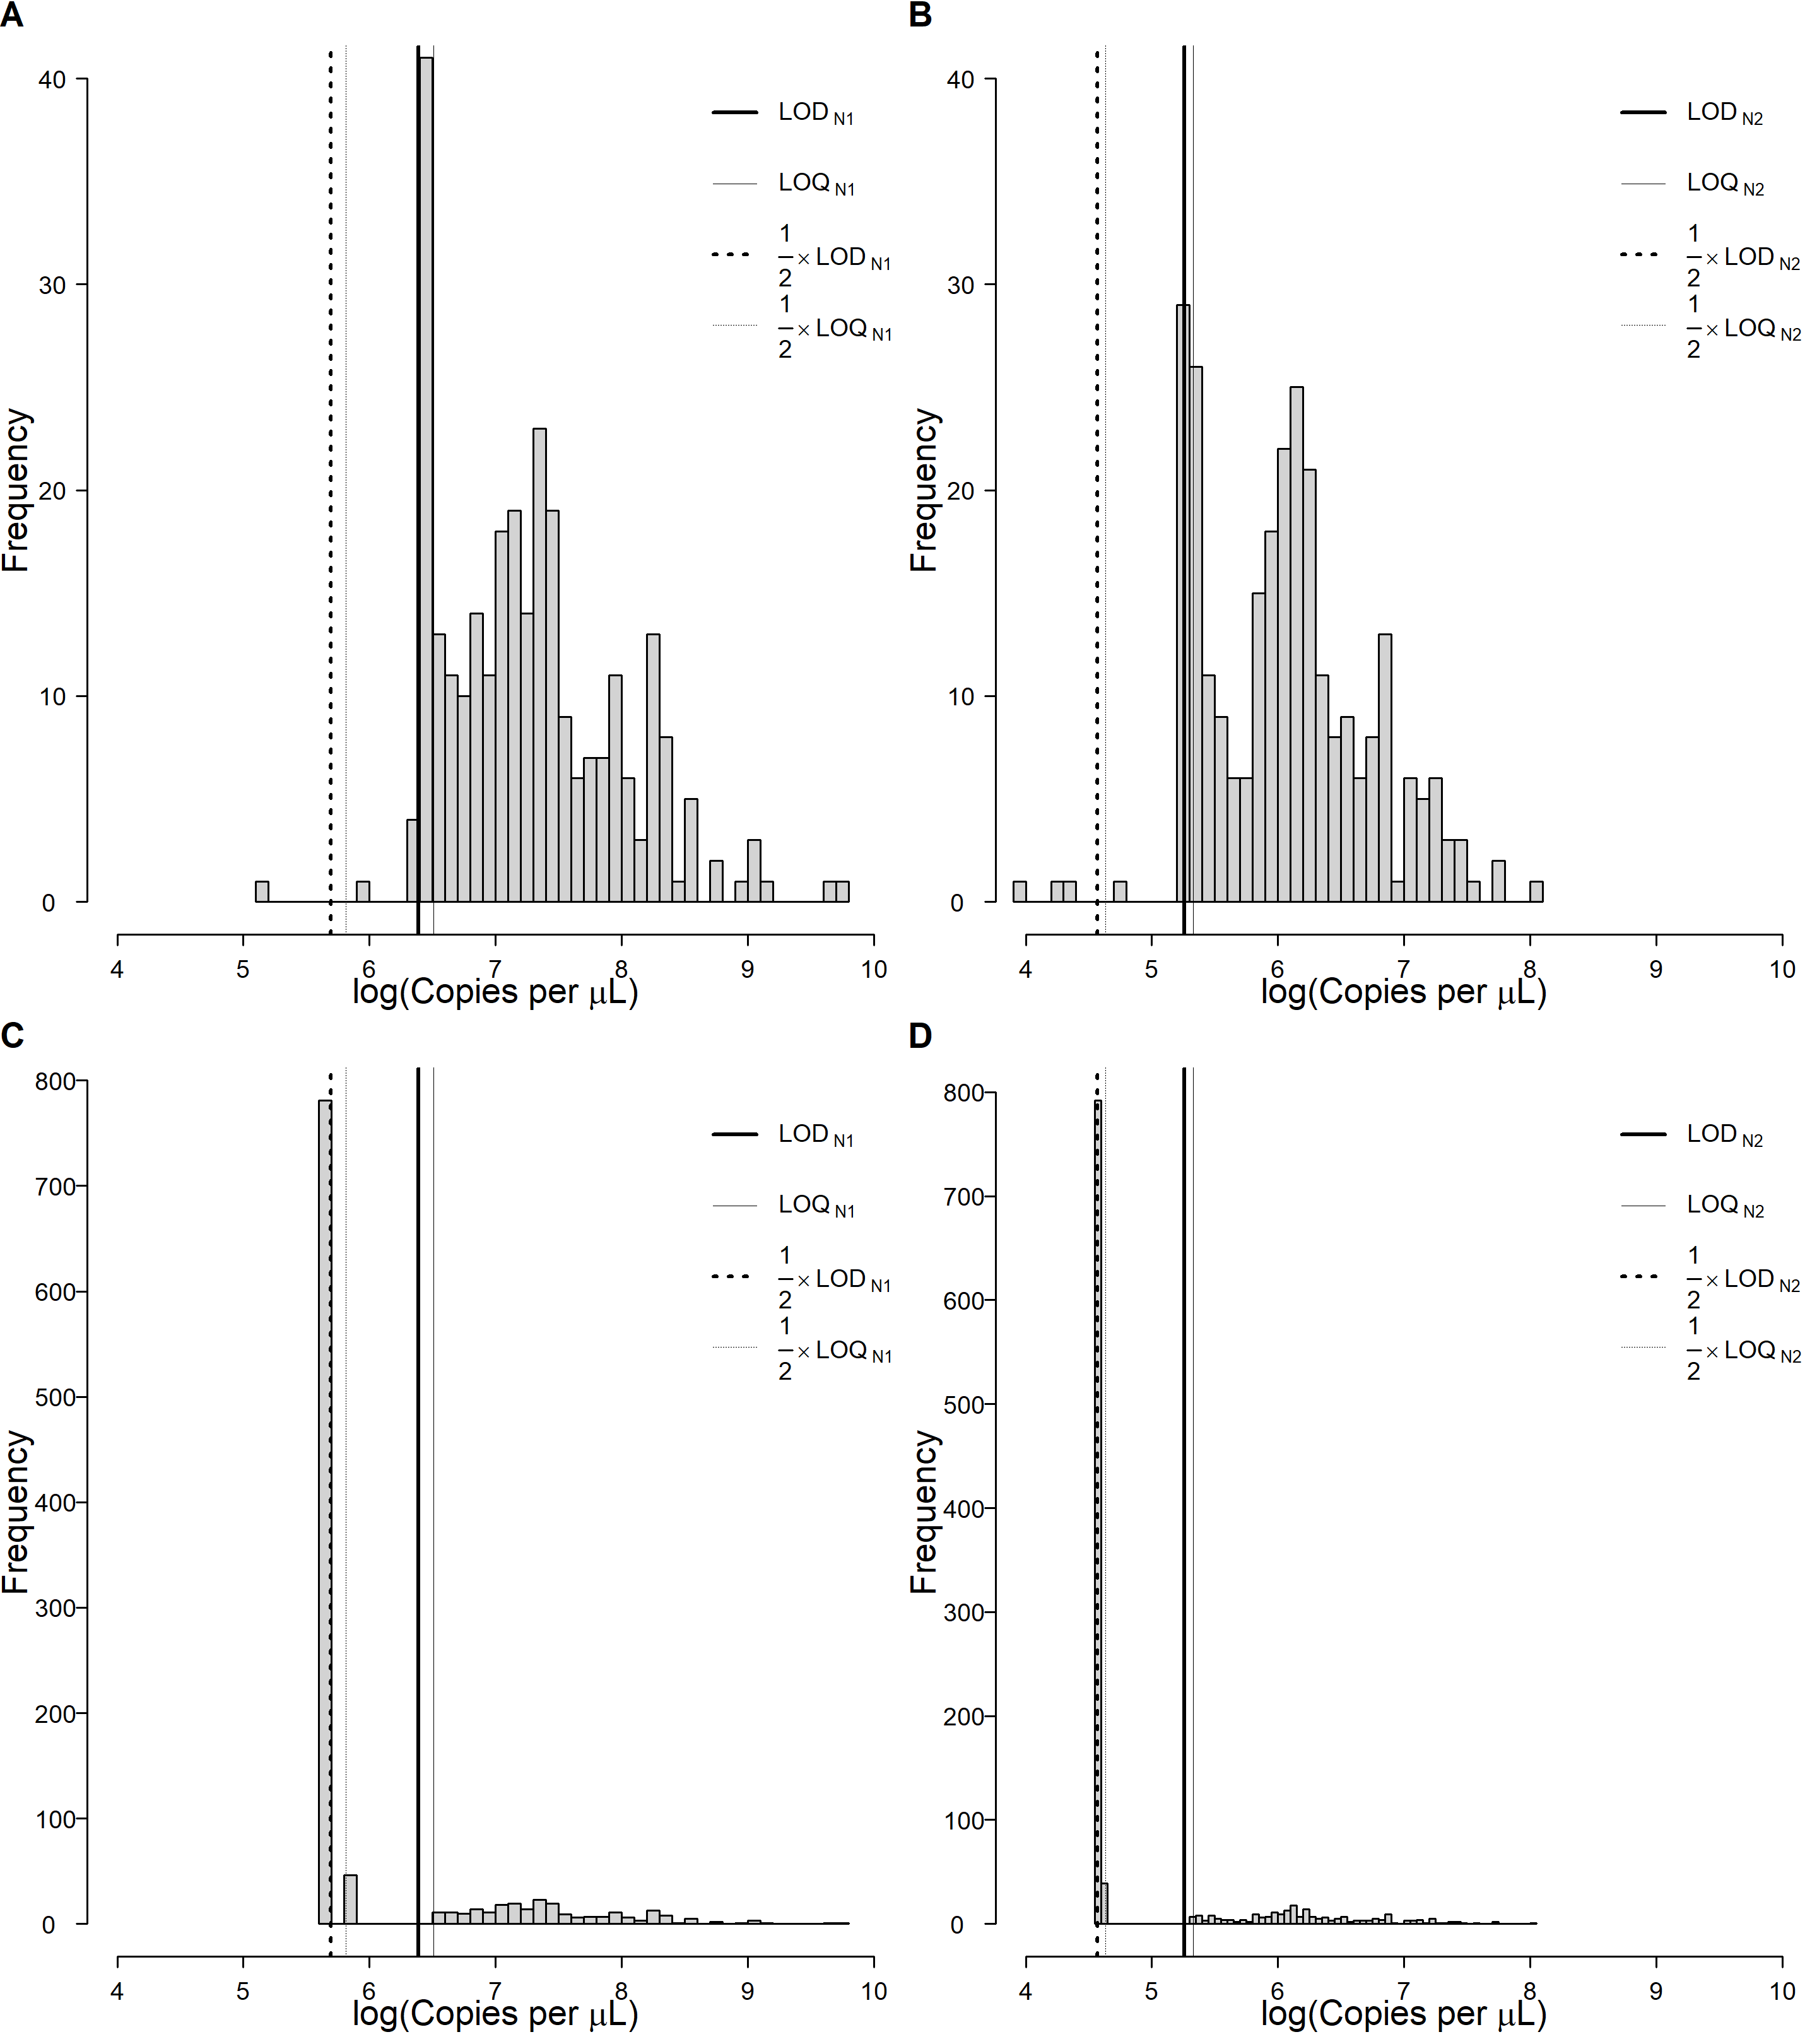 A
40
30
20
10
0
Frequency
4 5 6 7 8 9 10
log(Copies per μL)
LOD N1
LOQ N1
1/2 × LOD N1
1/2 × LOQ N1
B
40
30
20
10
0
Frequency
4 5 6 7 8 9 10
log(Copies per μL)
LOD N2
LOQ N2
1/2 × LOD N2
1/2 × LOQ N2
C
800
700
600
500
400
300
200
100
0
Frequency
4 5 6 7 8 9 10
log(Copies per μL)
LOD N1
LOQ N1
1/2 × LOD N1
1/2 × LOQ N1
D
800
700
600
500
400
300
200
100
0
Frequency
4 5 6 7 8 9 10
log(Copies per μL)
LOD N2
LOQ N2
1/2 × LOD N2
1/2 × LOQ N2